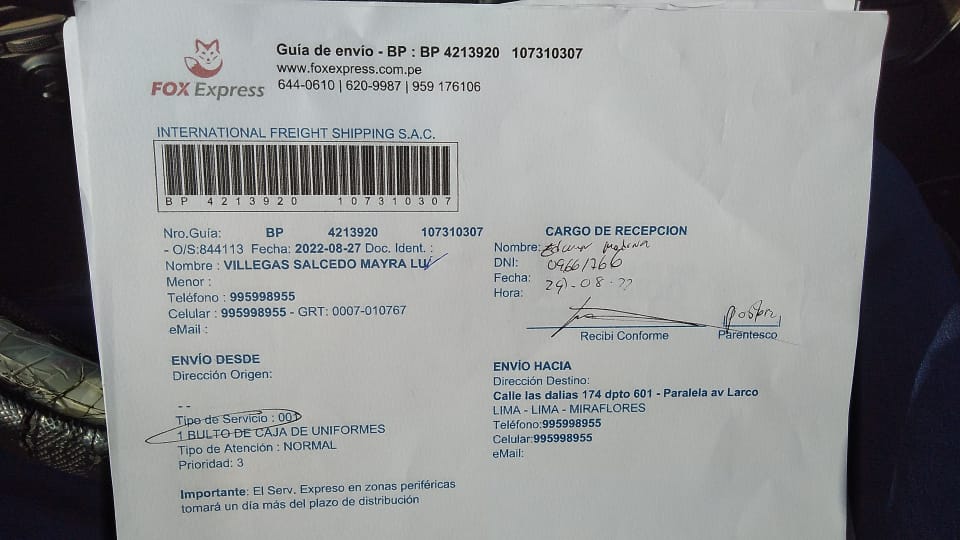 Guía de envío - BP : BP 4213920 107310307
www.foxexpress.com.pe
644-0610 | 620-9987 | 959 176106
FOX Express
INTERNATIONAL FREIGHT SHIPPING S.A.C.
BP 4213920 107310307
Nro.Guía: BP 4213920 107310307
- O/S:844113 Fecha: 2022-08-27 Doc. Ident. :
Nombre : VILLEGAS SALCEDO MAYRA LUI
Menor :
Teléfono : 995998955
Celular : 995998955 - GRT: 0007-010767
eMail :
CARGO DE RECEPCION
Nombre:
DNI: 09661766
Fecha: 29-08-22
Hora:
Recibi Conforme Parentesco
ENVÍO DESDE
Dirección Origen:
--
Tipo de Servicio : 001
1 BULTO DE CAJA DE UNIFORMES
Tipo de Atención : NORMAL
Prioridad: 3
Importante: El Serv. Expreso en zonas periféricas
tomará un día más del plazo de distribución
ENVÍO HACIA
Dirección Destino:
Calle las dalias 174 dpto 601 - Paralela av Larco
LIMA - LIMA - MIRAFLORES
Teléfono:995998955
Celular:995998955
eMail: